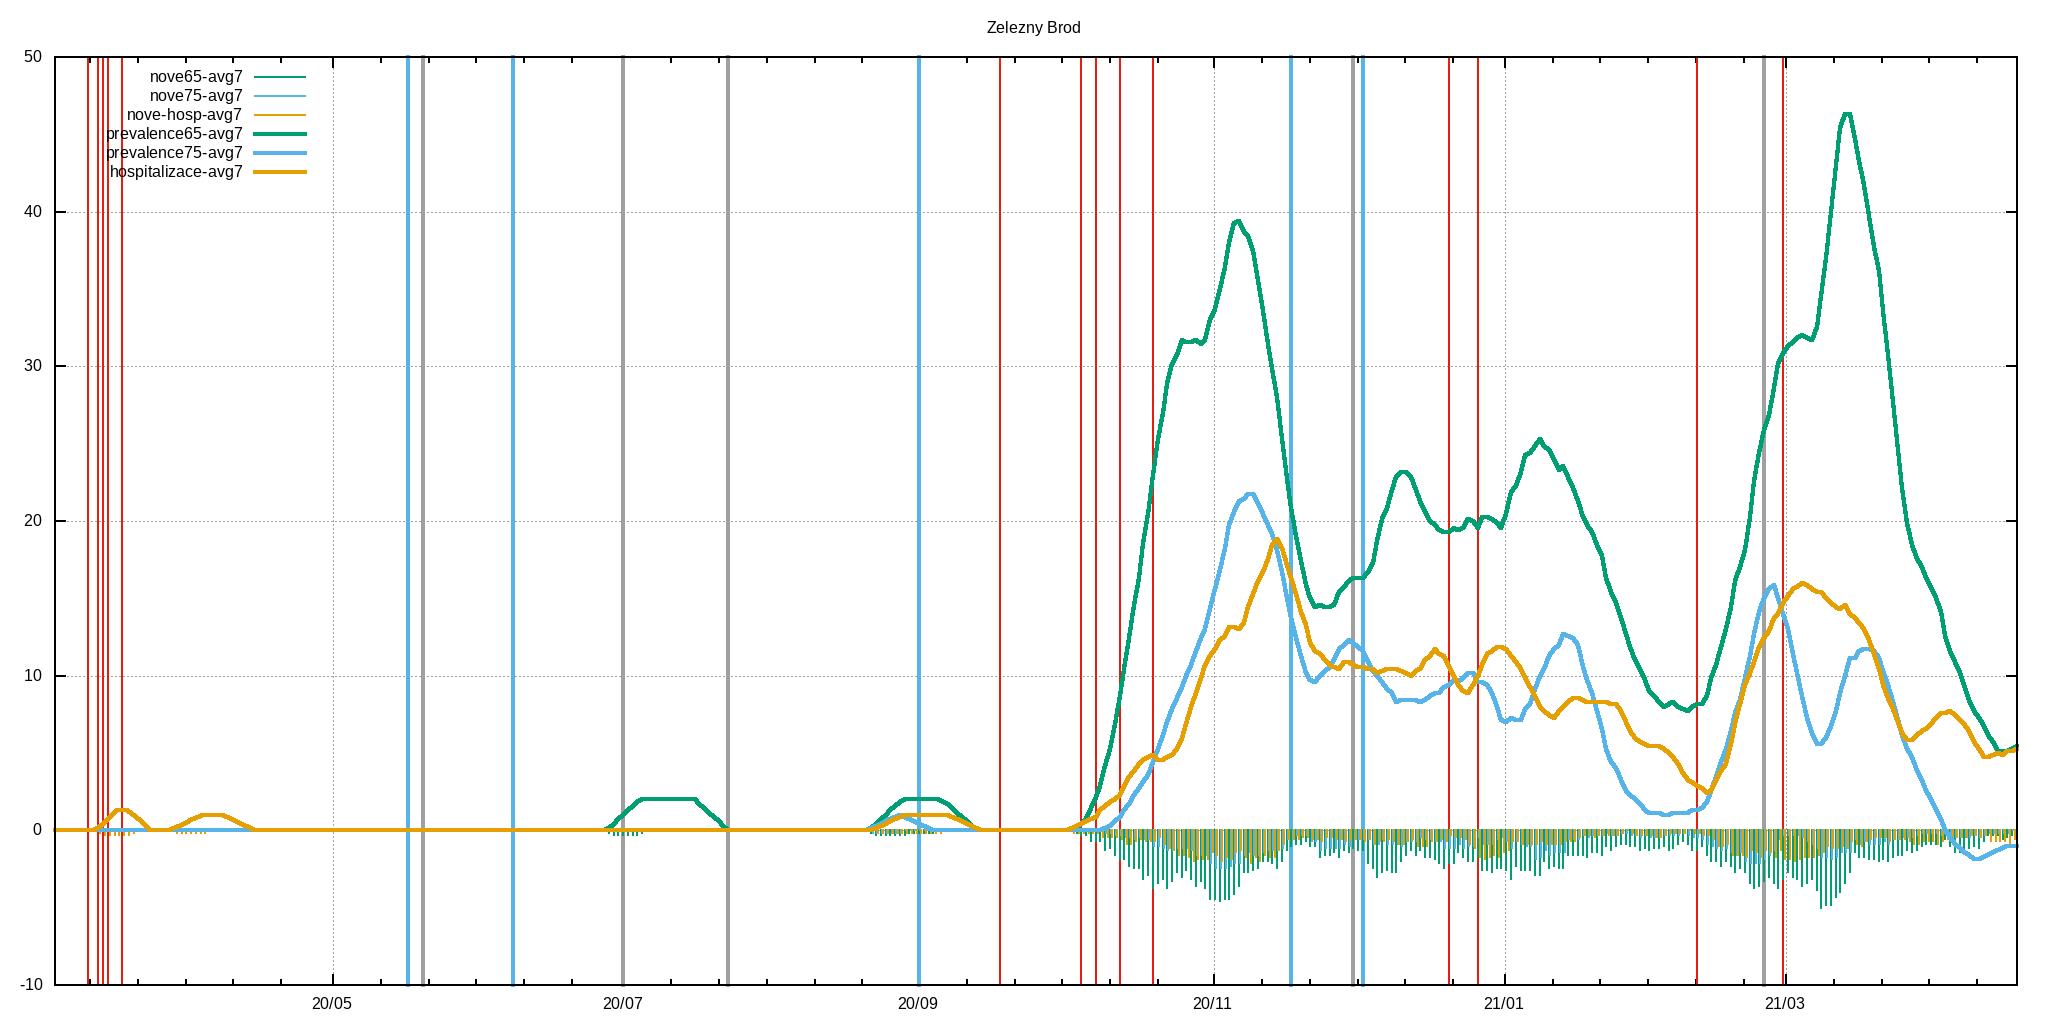 Zelezny Brod
50
nove65-avg7
nove75-avg7
nove-hosp-avg7
prevalence65-avg7
prevalence75-avg7
hospitalizace-avg7
40
30
20
10
0
-10
20/05 20/07 20/09 20/11 21/01 21/03